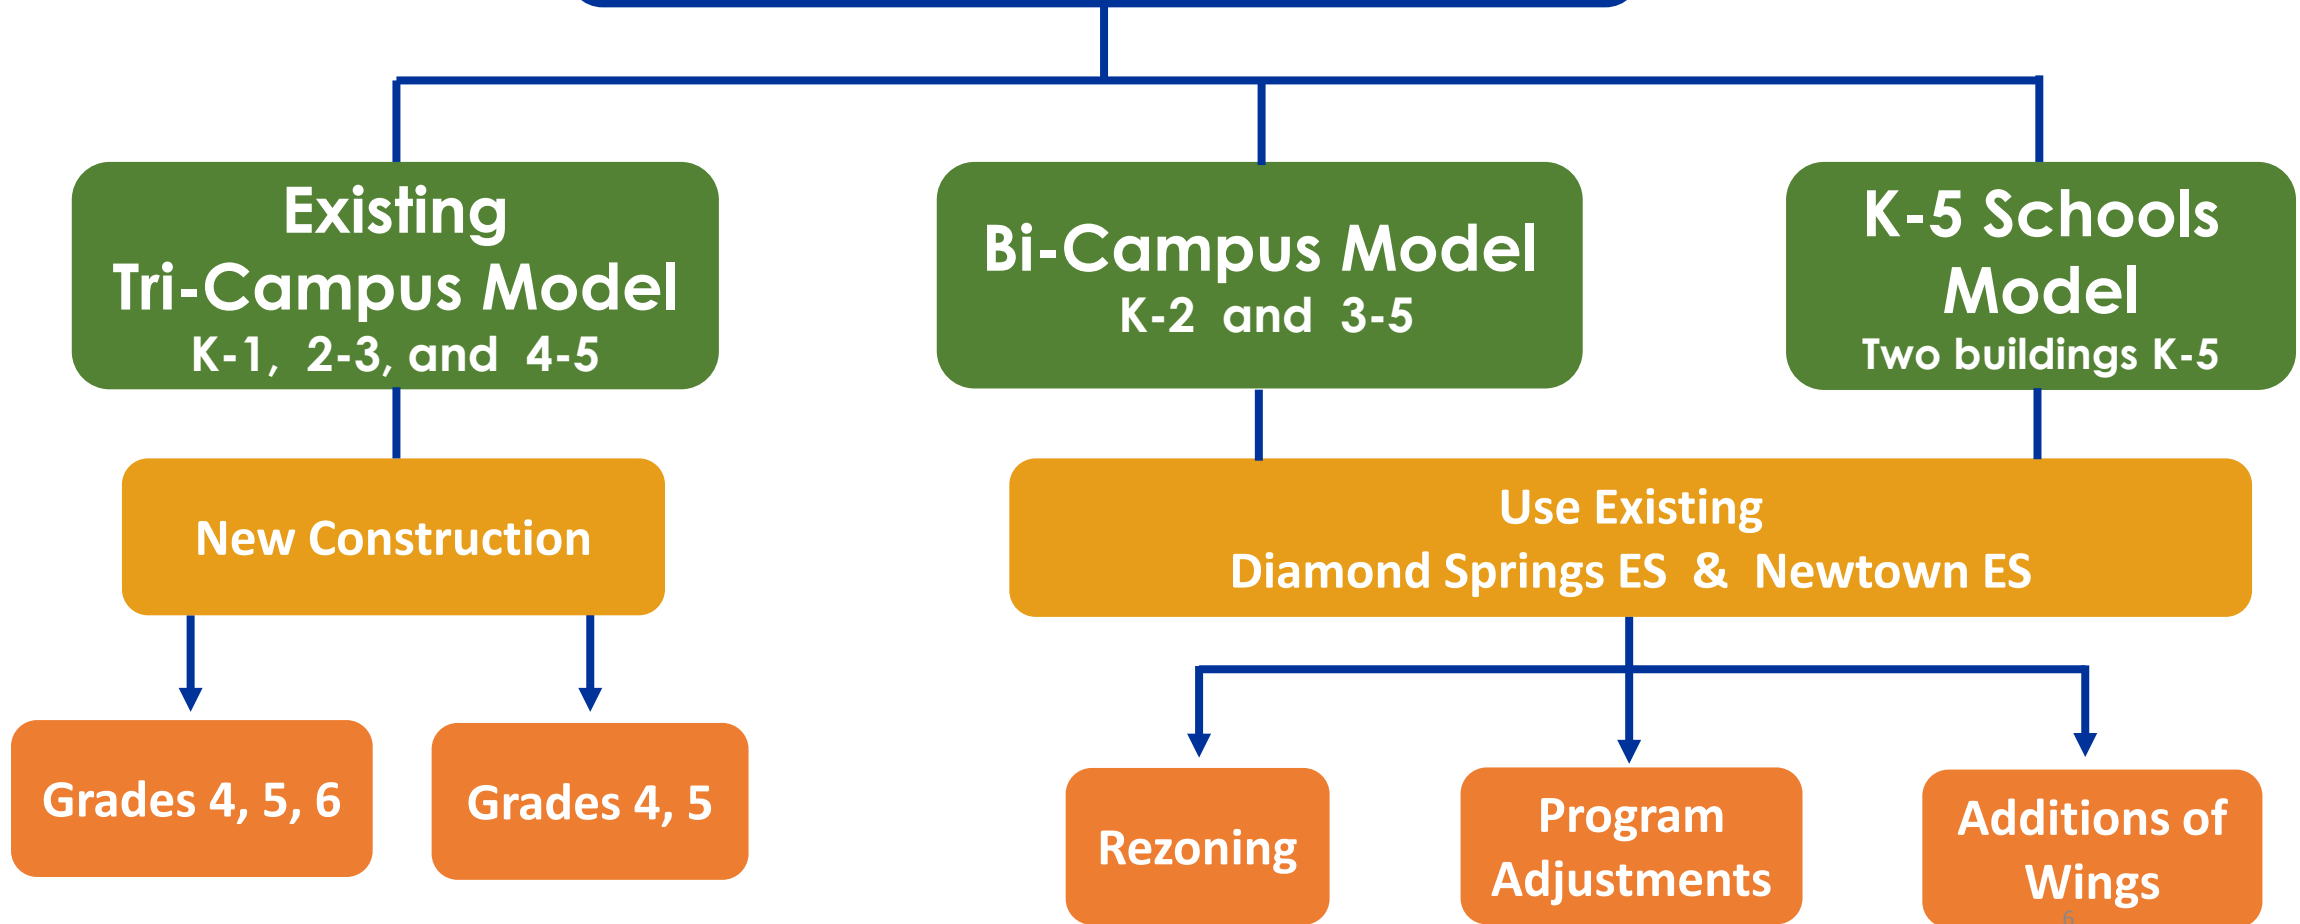 Existing
Tri-Campus Model
K-1, 2-3, and 4-5
Bi-Campus Model
K-2 and 3-5
K-5 Schools
Model
Two buildings K-5
New Construction
Use Existing
Diamond Springs ES & Newtown ES
Grades 4, 5, 6
Grades 4, 5
Rezoning
Program
Adjustments
Additions of
Wings
6